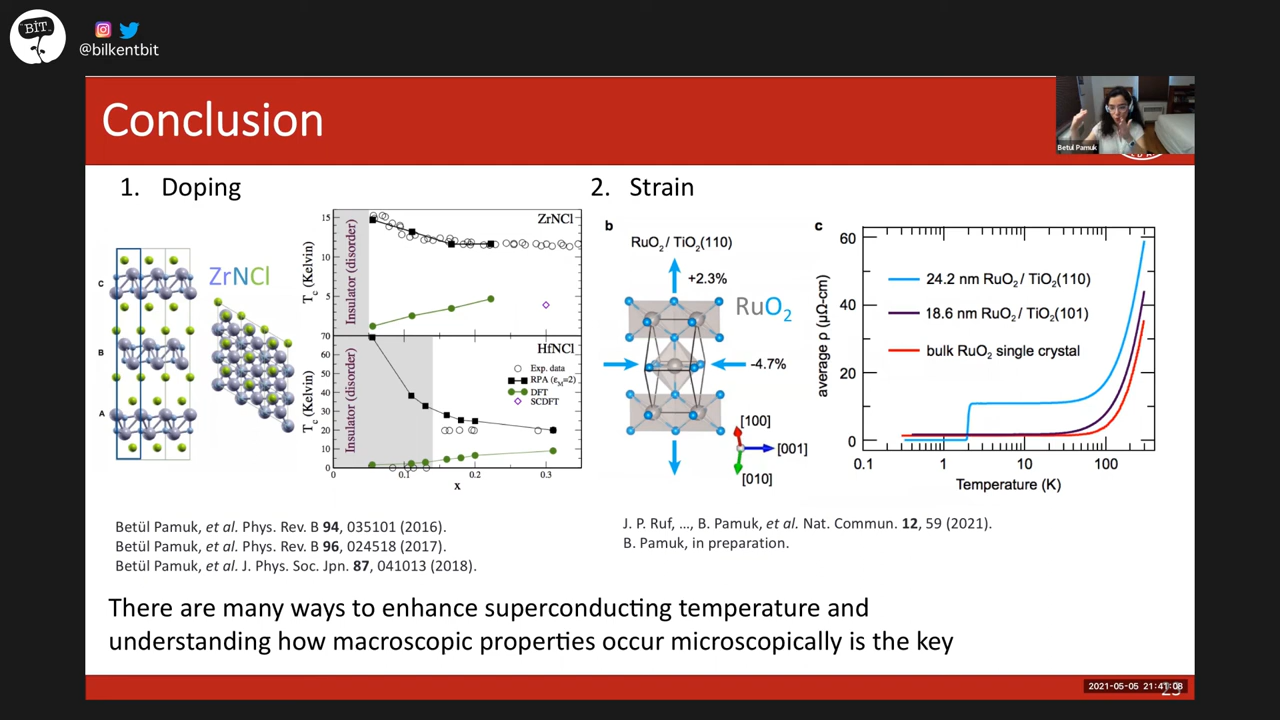 BİT
@bilkentbit
Conclusion
Betul Pamuk
1. Doping
2. Strain
C
B
A
ZrNCl
15
10
5
T_c (Kelvin)
Insulator (disorder)
ZrNCl
70
60
50
40
30
20
10
0
T_c (Kelvin)
Insulator (disorder)
HfNCl
Exp. data
RPA (ε_M=2)
DFT
SCDFT
0 0.1 0.2 0.3
x
b
RuO₂ / TiO₂(110)
+2.3%
RuO₂
-4.7%
[100]
[001]
[010]
c
60
40
20
0
average ρ (μΩ-cm)
24.2 nm RuO₂ / TiO₂(110)
18.6 nm RuO₂ / TiO₂(101)
bulk RuO₂ single crystal
0.1 1 10 100
Temperature (K)
Betül Pamuk, et al. Phys. Rev. B 94, 035101 (2016).
Betül Pamuk, et al. Phys. Rev. B 96, 024518 (2017).
Betül Pamuk, et al. J. Phys. Soc. Jpn. 87, 041013 (2018).
J. P. Ruf, ..., B. Pamuk, et al. Nat. Commun. 12, 59 (2021).
B. Pamuk, in preparation.
There are many ways to enhance superconducting temperature and
understanding how macroscopic properties occur microscopically is the key
2021-05-05 21:41:08